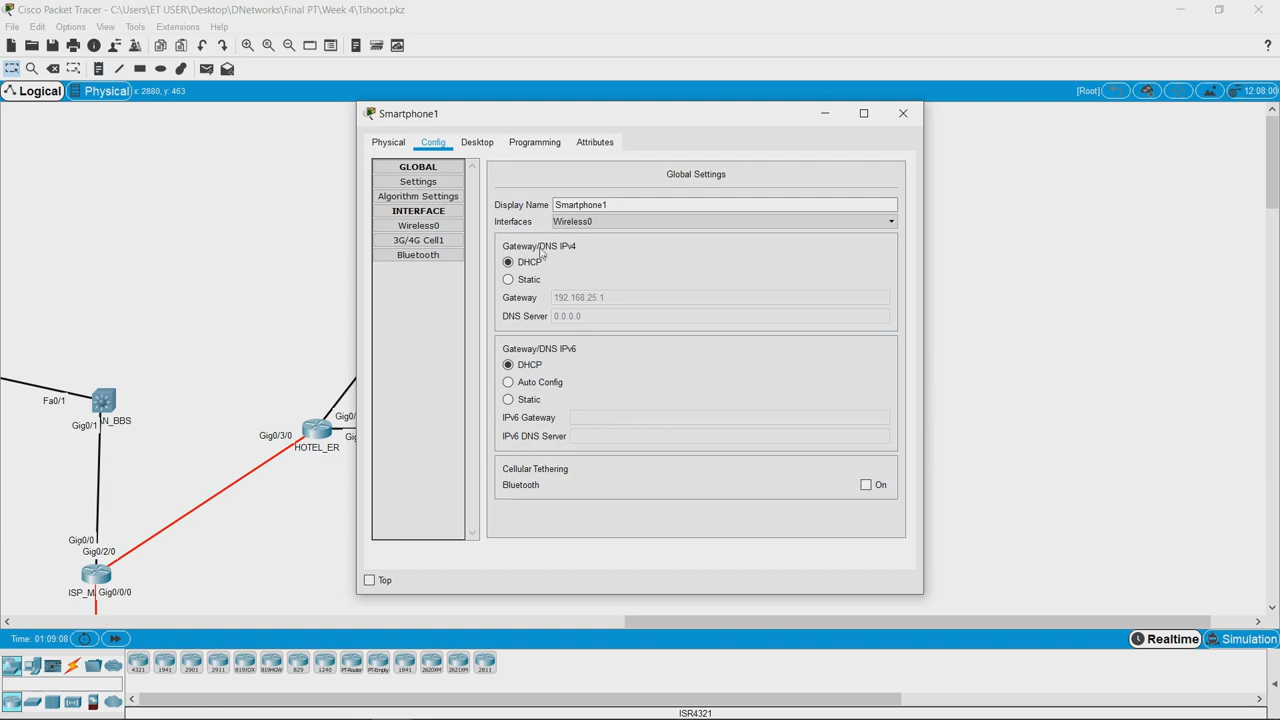 Cisco Packet Tracer - C:\Users\ET USER\Desktop\DNetworks\Final PT\Week 4\Tshoot.pkz
File Edit Options View Tools Extensions Help
?
Logical Physical x: 2880, y: 463 [Root] 12:08:00
Smartphone1
Physical Config Desktop Programming Attributes
GLOBAL
Settings
Algorithm Settings
INTERFACE
Wireless0
3G/4G Cell1
Bluetooth
Global Settings
Display Name Smartphone1
Interfaces Wireless0
Gateway/DNS IPv4
DHCP
Static
Gateway 192.168.25.1
DNS Server 0.0.0.0
Gateway/DNS IPv6
DHCP
Auto Config
Static
IPv6 Gateway
IPv6 DNS Server
Cellular Tethering
Bluetooth On
Top
Fa0/1
N_BBS
Gig0/1
Gig0/
Gig0/3/0
Gi
HOTEL_ER
Gig0/0
Gig0/2/0
ISP_M
Gig0/0/0
Time: 01:09:08 Realtime Simulation
4321 1941 2901 2911 819IOX 819HGW 829 1240 PT-Router PT-Empty 1841 2620XM 2621XM 2811
ISR4321